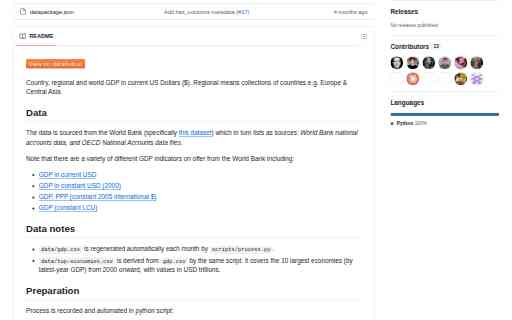 datapackage.json
Add hast_columns metadata (#17)
4 months ago
README
View on datahub.io
Country, regional and world GDP in current US Dollars ($). Regional means collections of countries e.g. Europe &
Central Asia.
Data
The data is sourced from the World Bank (specifically this dataset) which in turn lists as sources: World Bank national
accounts data, and OECD National Accounts data files.
Note that there are a variety of different GDP indicators on offer from the World Bank including:
GDP in current USD
GDP in constant USD (2000)
GDP, PPP (constant 2005 international $)
GDP (constant LCU)
Data notes
data/gdp.csv is regenerated automatically each month by scripts/process.py.
data/top-economies.csv is derived from gdp.csv by the same script: it covers the 10 largest economies (by
latest-year GDP) from 2000 onward, with values in USD trillions.
Preparation
Process is recorded and automated in python script:
Releases
No releases published
Contributors
Languages
Python 100%